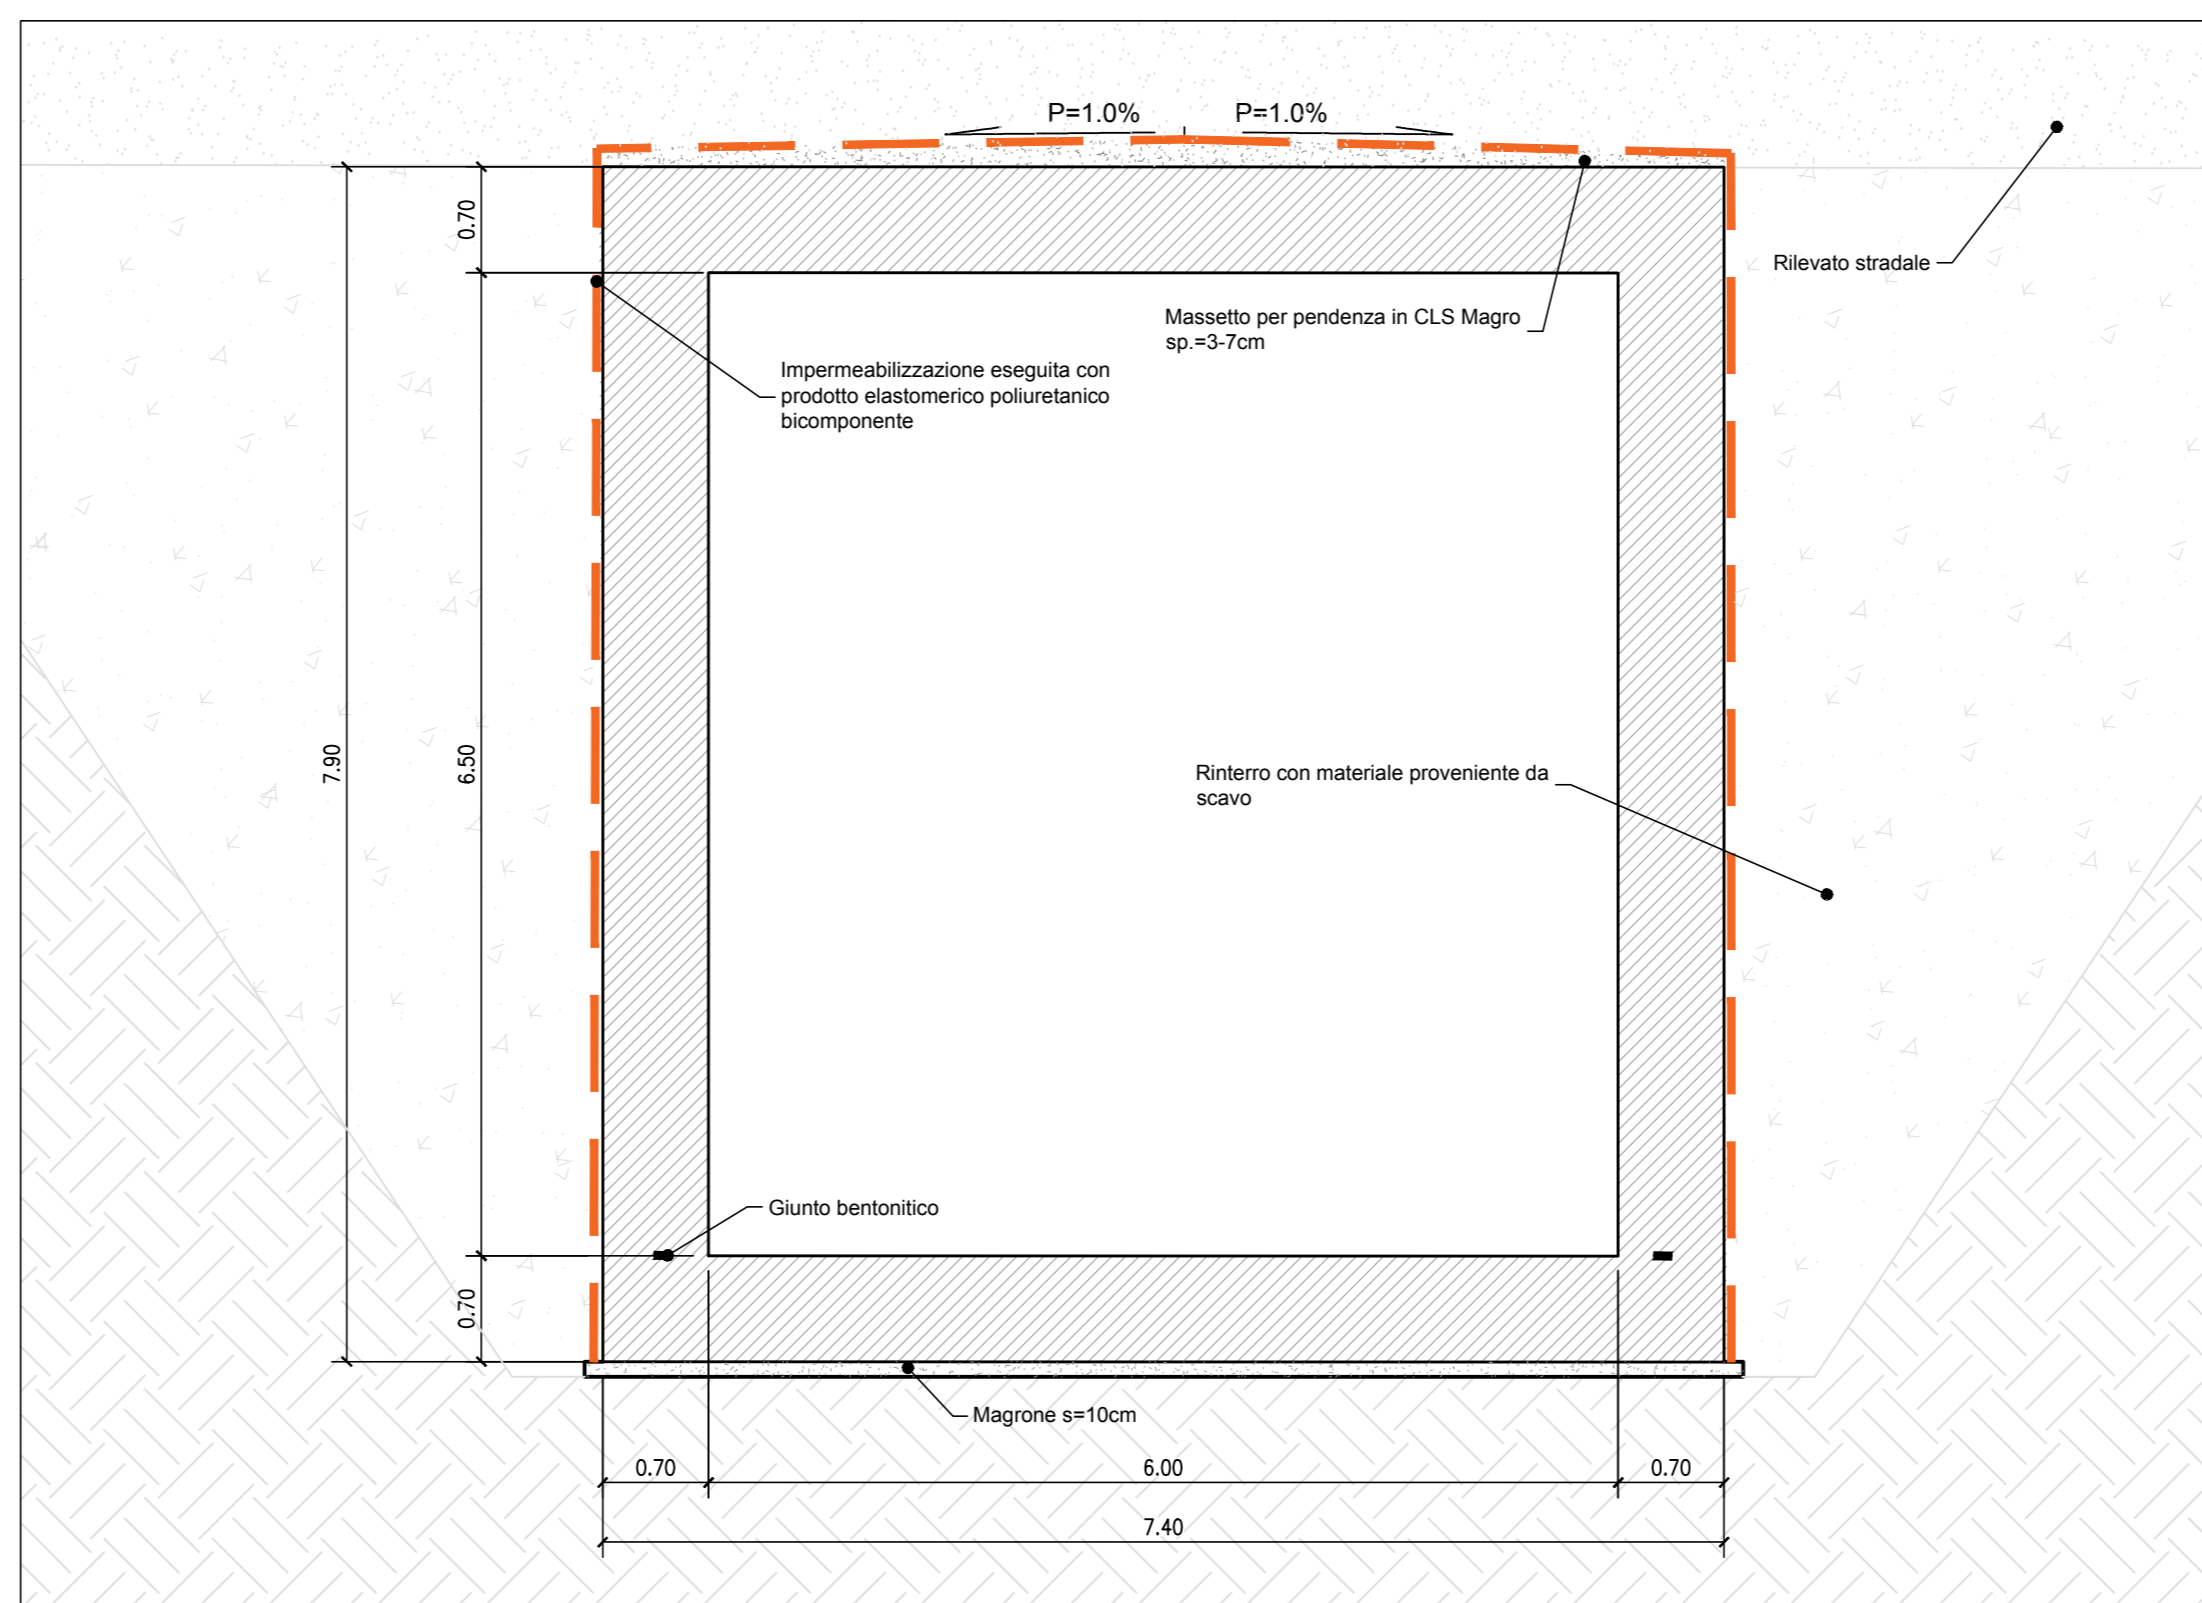 P=1.0%
P=1.0%
0.70
Rilevato stradale
Massetto per pendenza in CLS Magro
sp.=3-7cm
Impermeabilizzazione eseguita con
prodotto elastomerico poliuretanico
bicomponente
7.90
6.50
Rinterro con materiale proveniente da
scavo
Giunto bentonitico
0.70
Magrone s=10cm
0.70
6.00
0.70
7.40